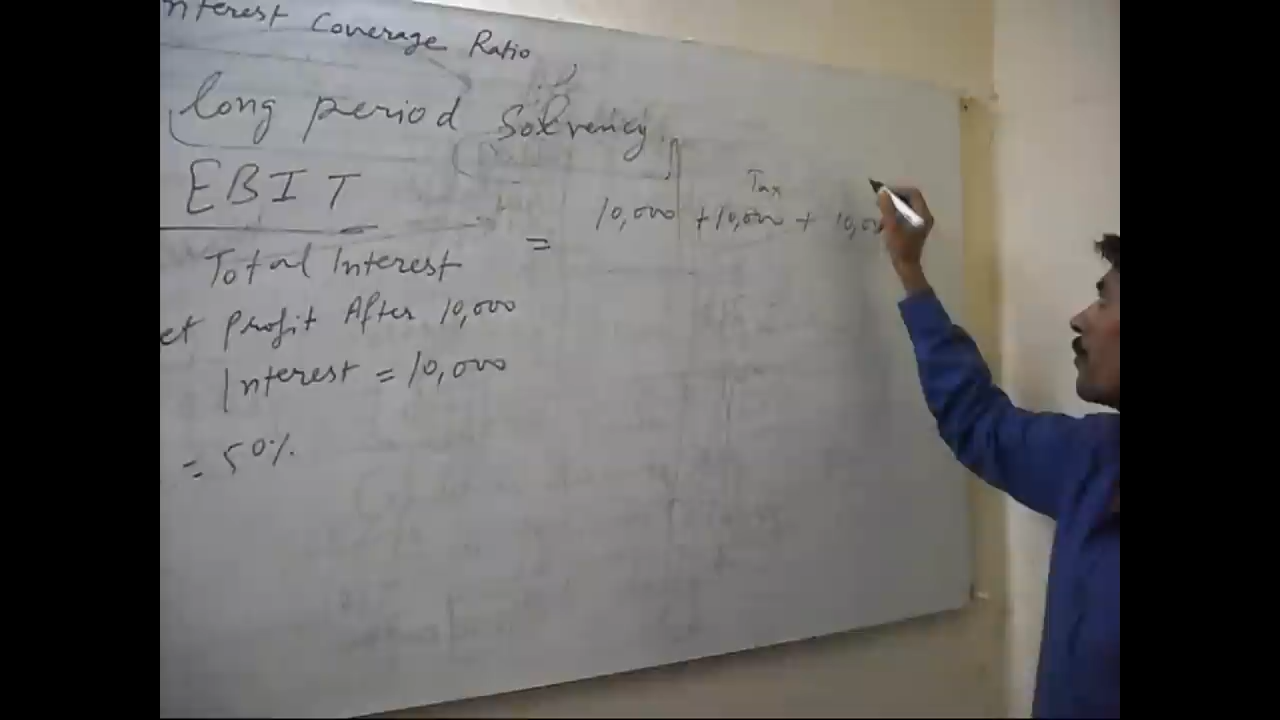 nterest Coverage Ratio
long period Solvency
EBIT
Total Interest
=
Tax
10,000 + 10,000 + 10,00
et Profit After 10,000
Interest = 10,000
= 50%